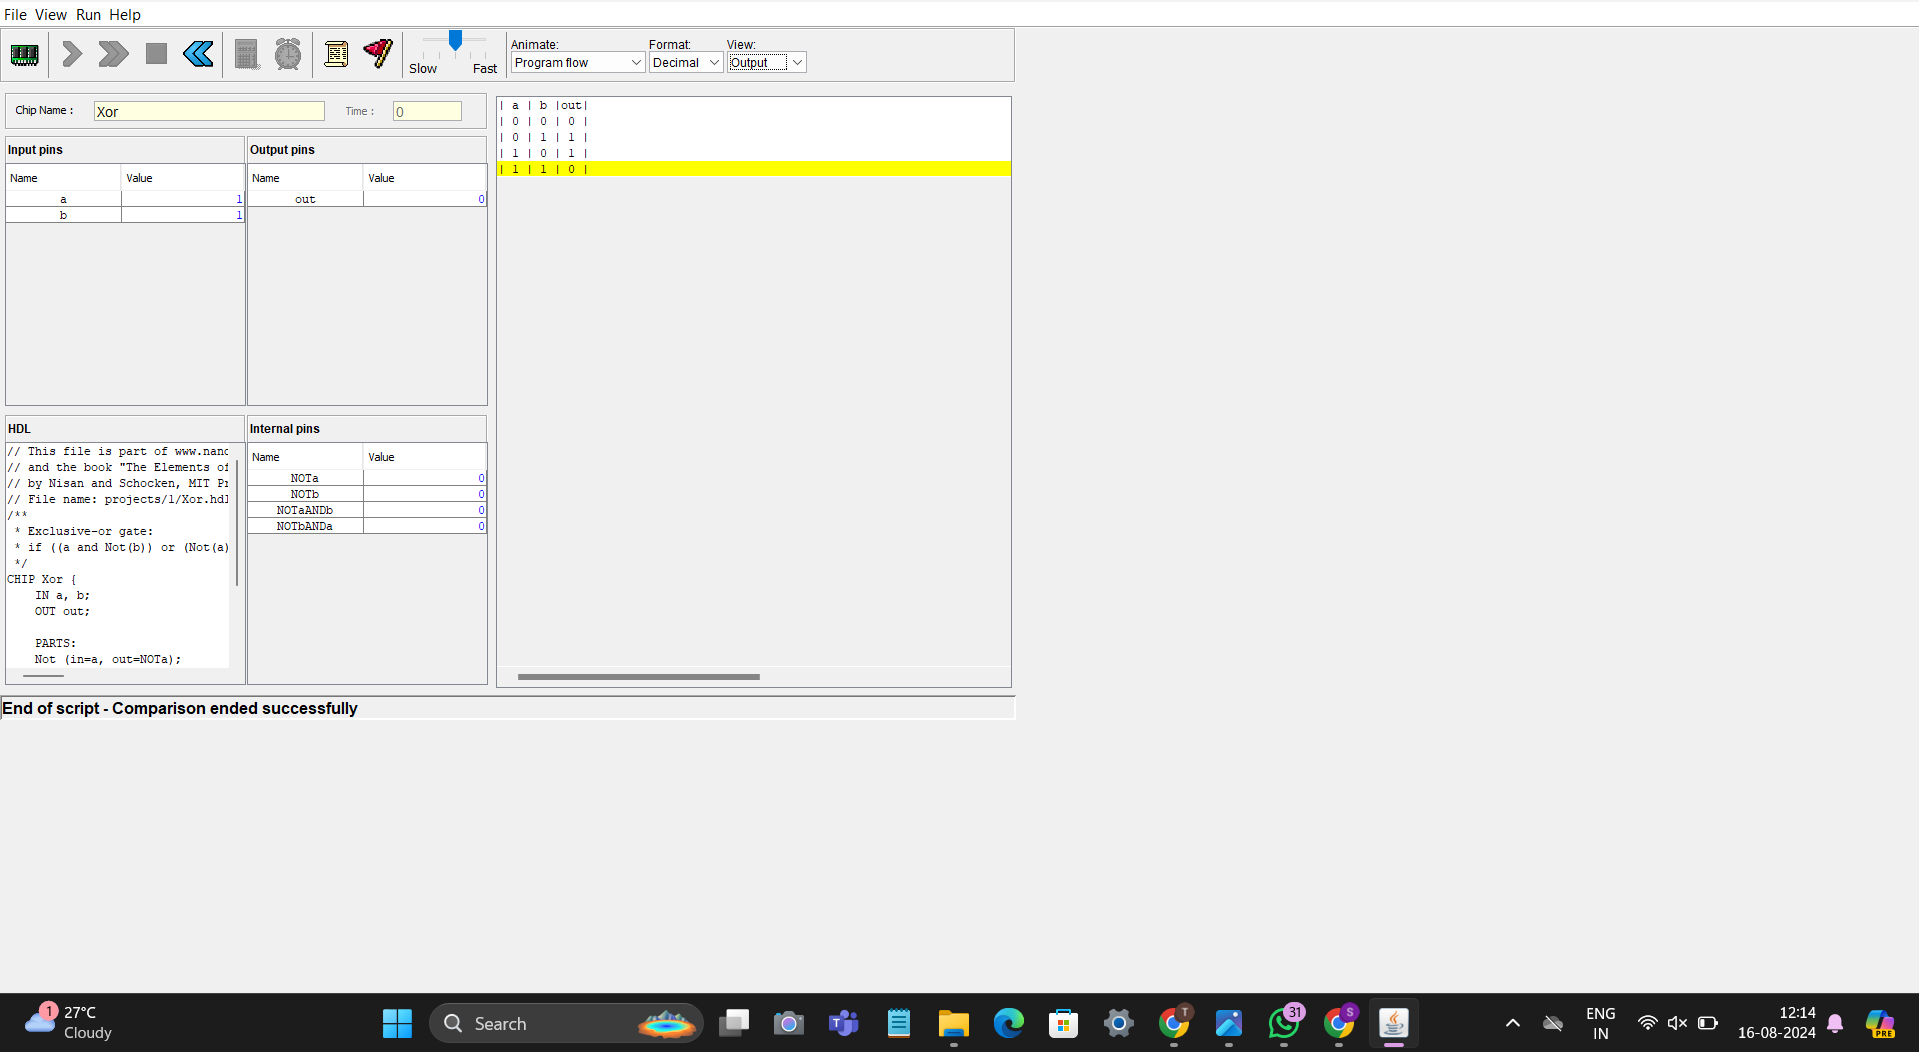 File View Run Help
Slow Fast
Animate: Format: View:
Program flow Decimal Output
Chip Name : Xor Time : 0
Input pins Output pins
Name Value Name Value
a 1 out 0
b 1
| a | b |out|
| 0 | 0 | 0 |
| 0 | 1 | 1 |
| 1 | 0 | 1 |
| 1 | 1 | 0 |
HDL
// This file is part of www.nand
// and the book "The Elements of
// by Nisan and Schocken, MIT Pr
// File name: projects/1/Xor.hdl
/**
* Exclusive-or gate:
* if ((a and Not(b)) or (Not(a)
*/
CHIP Xor {
IN a, b;
OUT out;
PARTS:
Not (in=a, out=NOTa);
Internal pins
Name Value
NOTa 0
NOTb 0
NOTaANDb 0
NOTbANDa 0
End of script - Comparison ended successfully
1 27°C
Cloudy
Search
T
31
S
ENG
IN
12:14
16-08-2024
PRE